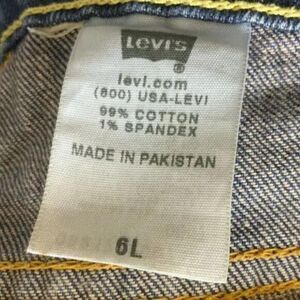 Levi's
®
levi.com
(800) USA-LEVI
99% COTTON
1% SPANDEX
MADE IN PAKISTAN
6L